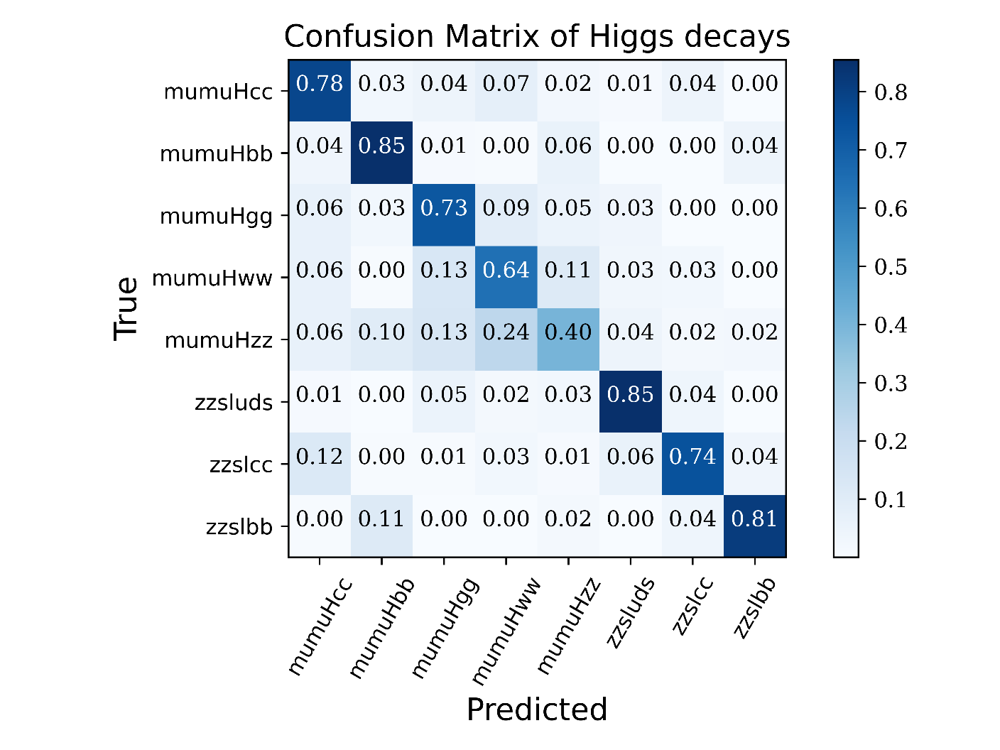 Confusion Matrix of Higgs decays
mumuHcc 0.78 0.03 0.04 0.07 0.02 0.01 0.04 0.00
mumuHbb 0.04 0.85 0.01 0.00 0.06 0.00 0.00 0.04
mumuHgg 0.06 0.03 0.73 0.09 0.05 0.03 0.00 0.00
mumuHww 0.06 0.00 0.13 0.64 0.11 0.03 0.03 0.00
mumuHzz 0.06 0.10 0.13 0.24 0.40 0.04 0.02 0.02
zzsluds 0.01 0.00 0.05 0.02 0.03 0.85 0.04 0.00
zzslcc 0.12 0.00 0.01 0.03 0.01 0.06 0.74 0.04
zzslbb 0.00 0.11 0.00 0.00 0.02 0.00 0.04 0.81
True
mumuHcc mumuHbb mumuHgg mumuHww mumuHzz zzsluds zzslcc zzslbb
Predicted
0.8
0.7
0.6
0.5
0.4
0.3
0.2
0.1